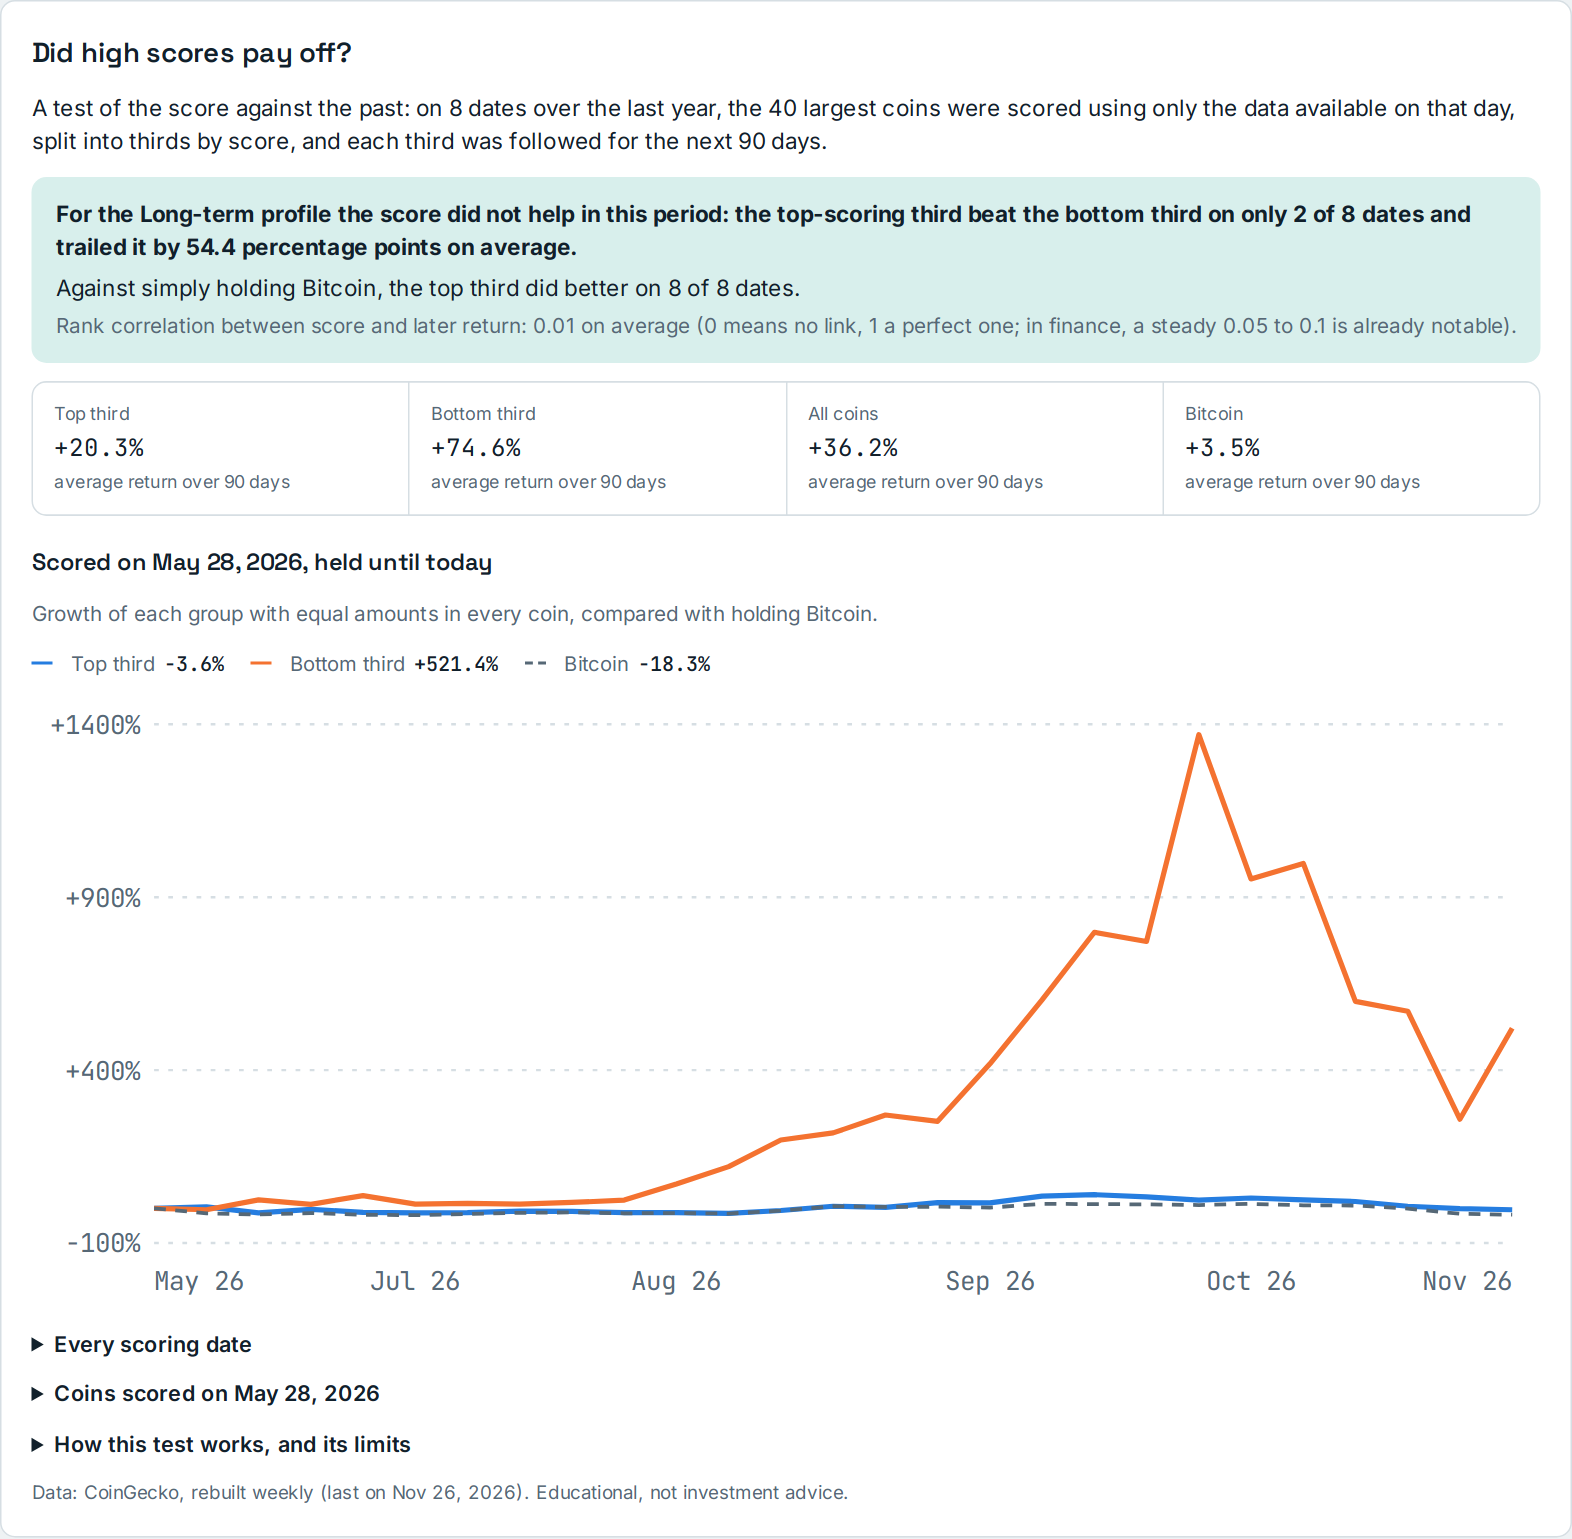 Did high scores pay off?
A test of the score against the past: on 8 dates over the last year, the 40 largest coins were scored using only the data available on that day,
split into thirds by score, and each third was followed for the next 90 days.
For the Long-term profile the score did not help in this period: the top-scoring third beat the bottom third on only 2 of 8 dates and
trailed it by 54.4 percentage points on average.
Against simply holding Bitcoin, the top third did better on 8 of 8 dates.
Rank correlation between score and later return: 0.01 on average (0 means no link, 1 a perfect one; in finance, a steady 0.05 to 0.1 is already notable).
Top third
+20.3%
average return over 90 days
Bottom third
+74.6%
average return over 90 days
All coins
+36.2%
average return over 90 days
Bitcoin
+3.5%
average return over 90 days
Scored on May 28, 2026, held until today
Growth of each group with equal amounts in every coin, compared with holding Bitcoin.
Top third -3.6% Bottom third +521.4% Bitcoin -18.3%
+1400%
+900%
+400%
-100%
May 26 Jul 26 Aug 26 Sep 26 Oct 26 Nov 26
Every scoring date
Coins scored on May 28, 2026
How this test works, and its limits
Data: CoinGecko, rebuilt weekly (last on Nov 26, 2026). Educational, not investment advice.